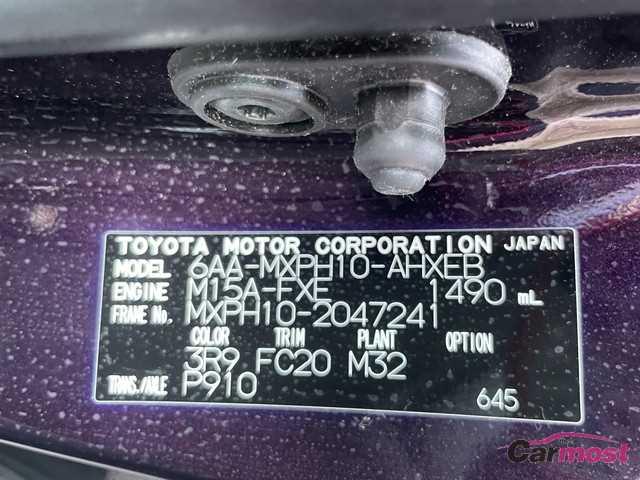 TOYOTA MOTOR CORPORATION JAPAN
MODEL 6AA-MXPH10-AHXEB
ENGINE M15A-FXE 1490 mL
FRAME No. MXPH10-2047241
COLOR TRIM PLANT OPTION
3R9 FC20 M32
TRANS./AXLE P910
645
Carmost